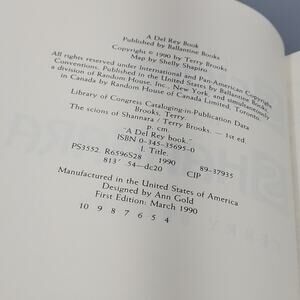 A Del Rey Book
Published by Ballantine Books
Copyright © 1990 by Terry Brooks
Map by Shelly Shapiro
All rights reserved under International and Pan-American Copyright
Conventions. Published in the United States by Ballantine Books,
a division of Random House, Inc., New York, and simultaneously
in Canada by Random House of Canada Limited, Toronto.
Library of Congress Cataloging-in-Publication Data
Brooks, Terry.
The scions of Shannara / Terry Brooks. — 1st ed.
p. cm.
"A Del Rey book."
ISBN 0-345-35695-0
I. Title.
PS3552.R6596S28 1990
813'.54—dc20 89-37935
CIP
Manufactured in the United States of America
Designed by Ann Gold
First Edition: March 1990
10 9 8 7 6 5 4